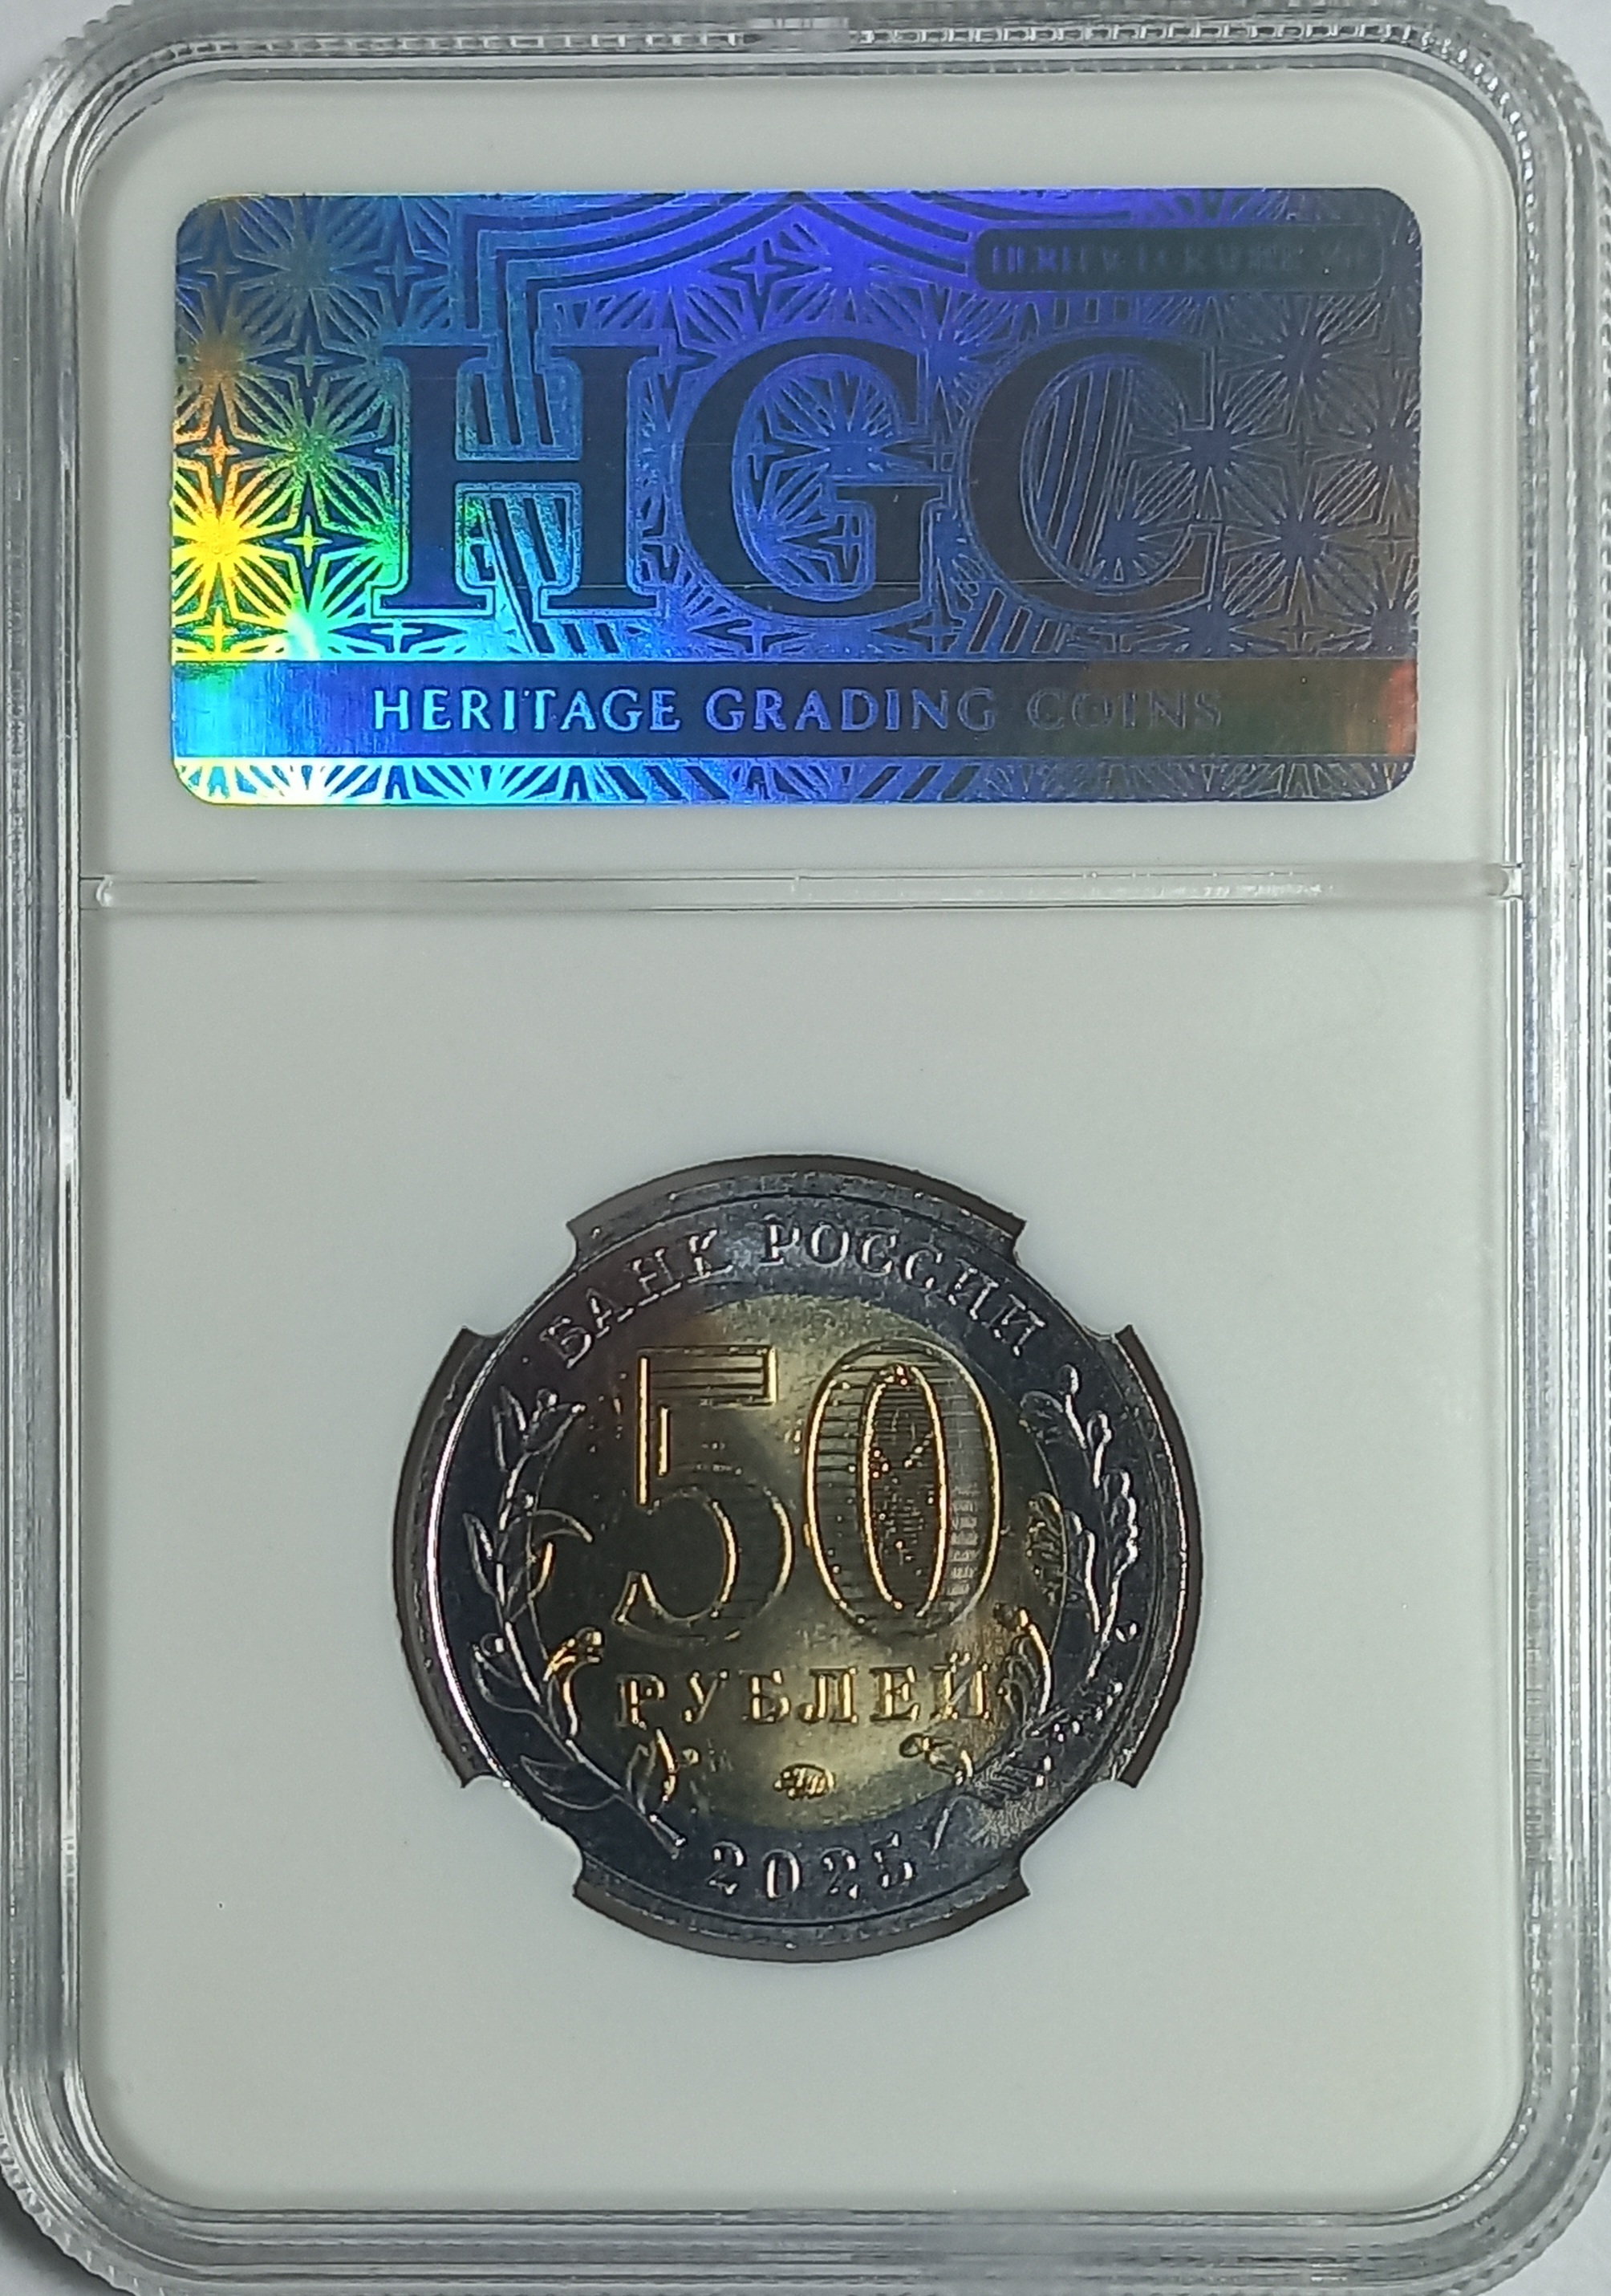 HGC
HERITAGE GRADING COINS
БАНК РОССИИ
50
РУБЛЕЙ
2025